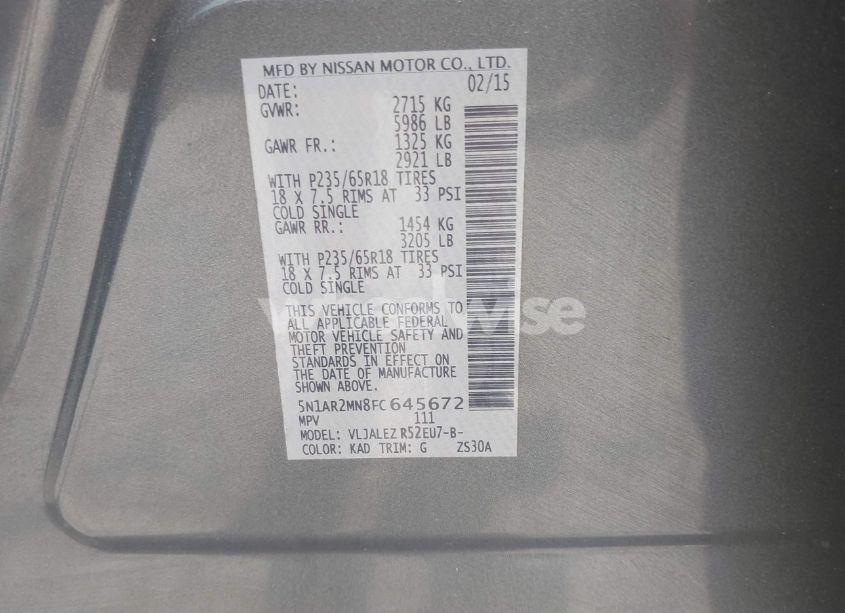 MFD BY NISSAN MOTOR CO., LTD.
DATE: 02/15
GVWR: 2715 KG
5986 LB
GAWR FR.: 1325 KG
2921 LB
WITH P235/65R18 TIRES
18 X 7.5 RIMS AT 33 PSI
COLD SINGLE
GAWR RR.: 1454 KG
3205 LB
WITH P235/65R18 TIRES
18 X 7.5 RIMS AT 33 PSI
COLD SINGLE
THIS VEHICLE CONFORMS TO
ALL APPLICABLE FEDERAL
MOTOR VEHICLE SAFETY AND
THEFT PREVENTION
STANDARDS IN EFFECT ON
THE DATE OF MANUFACTURE
SHOWN ABOVE.
5N1AR2MN8FC645672
MPV 111
MODEL: VLJALEZ R52EU7-B-
COLOR: KAD TRIM: G ZS30A